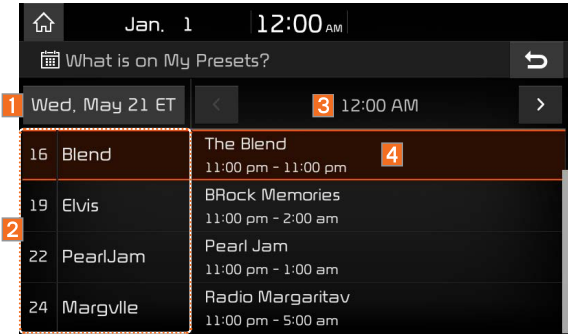 Jan. 1 12:00 AM
What is on My Presets?
1 Wed, May 21 ET 3 12:00 AM
16 Blend The Blend 4
11:00 pm - 11:00 pm
2
19 Elvis BRock Memories
11:00 pm - 2:00 am
22 PearlJam Pearl Jam
11:00 pm - 1:00 am
24 Margvlle Radio Margaritav
11:00 pm - 5:00 am